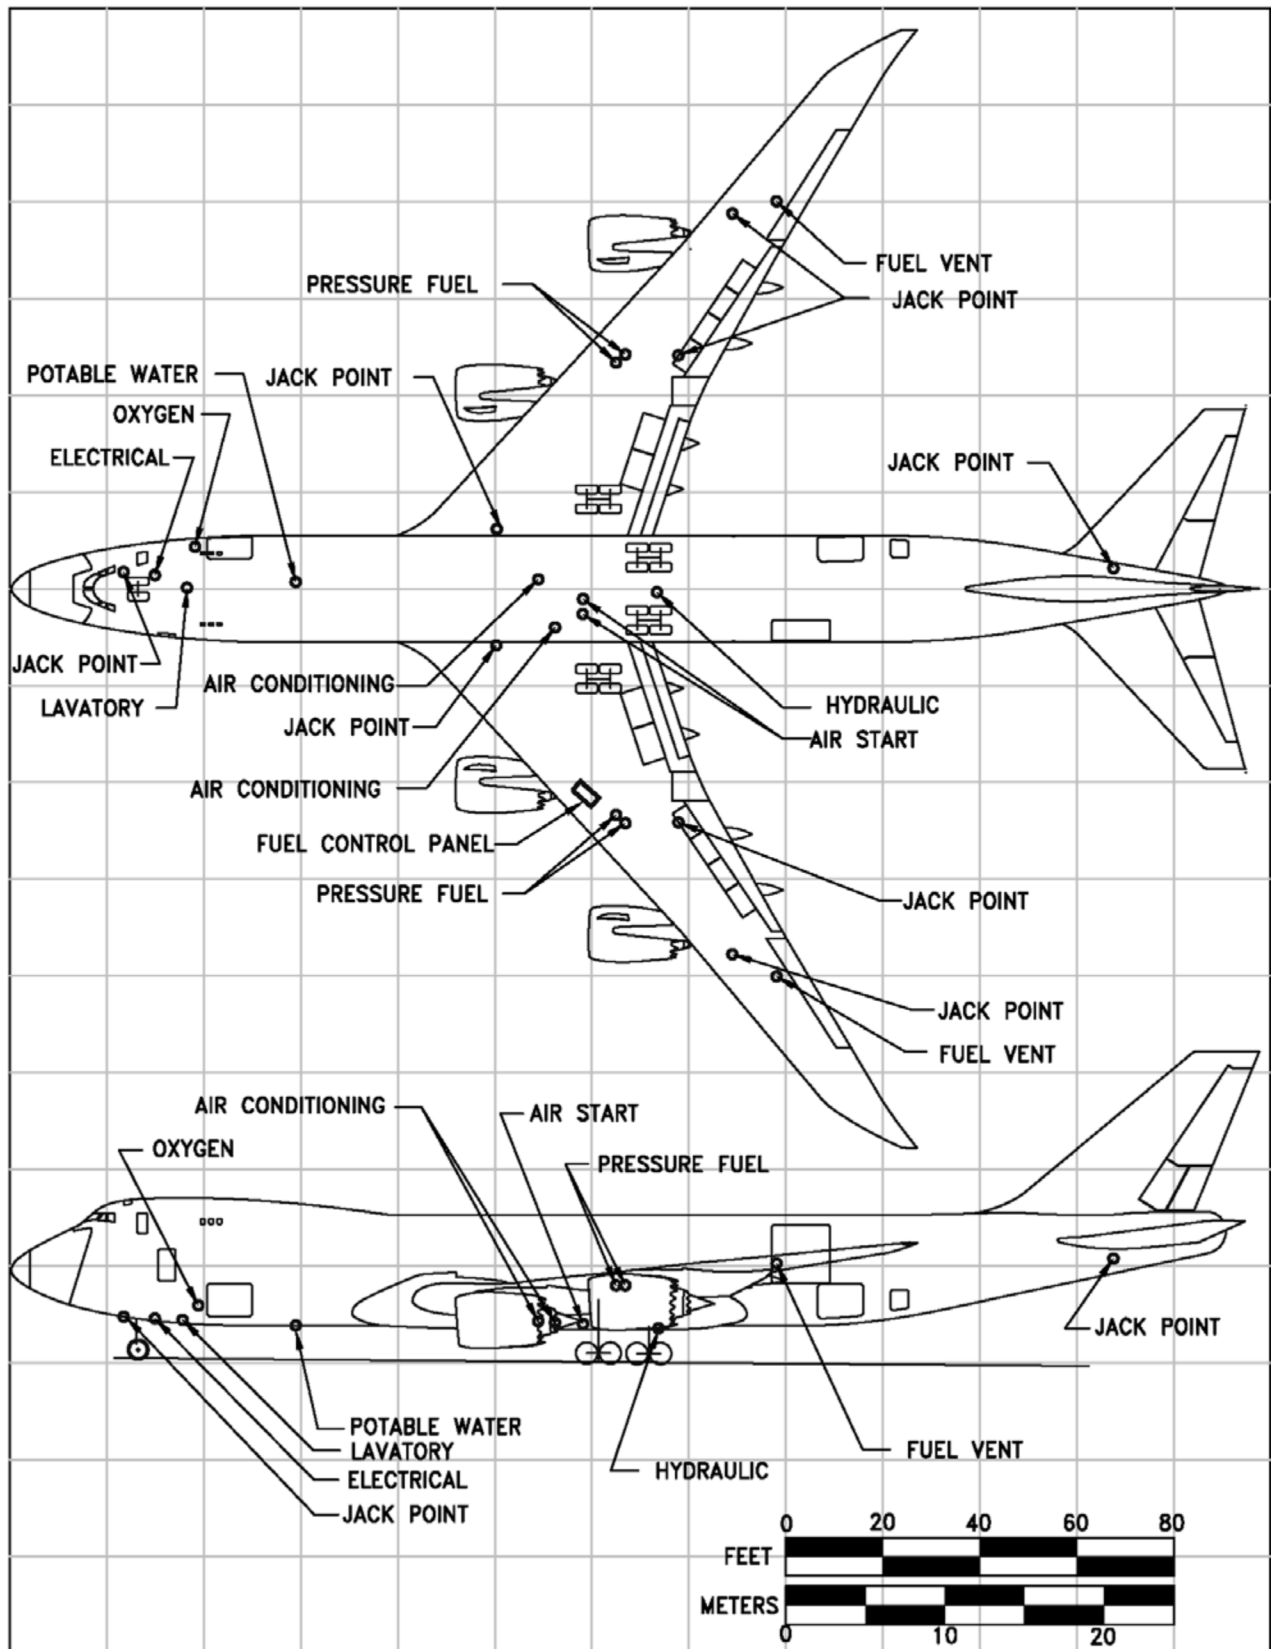 FUEL VENT
PRESSURE FUEL
JACK POINT
POTABLE WATER
JACK POINT
OXYGEN
ELECTRICAL
JACK POINT
JACK POINT
AIR CONDITIONING
LAVATORY
HYDRAULIC
JACK POINT
AIR START
AIR CONDITIONING
FUEL CONTROL PANEL
PRESSURE FUEL
JACK POINT
JACK POINT
FUEL VENT
AIR CONDITIONING
AIR START
OXYGEN
PRESSURE FUEL
JACK POINT
POTABLE WATER
LAVATORY
FUEL VENT
HYDRAULIC
ELECTRICAL
JACK POINT
0 20 40 60 80
FEET
METERS
0 10 20